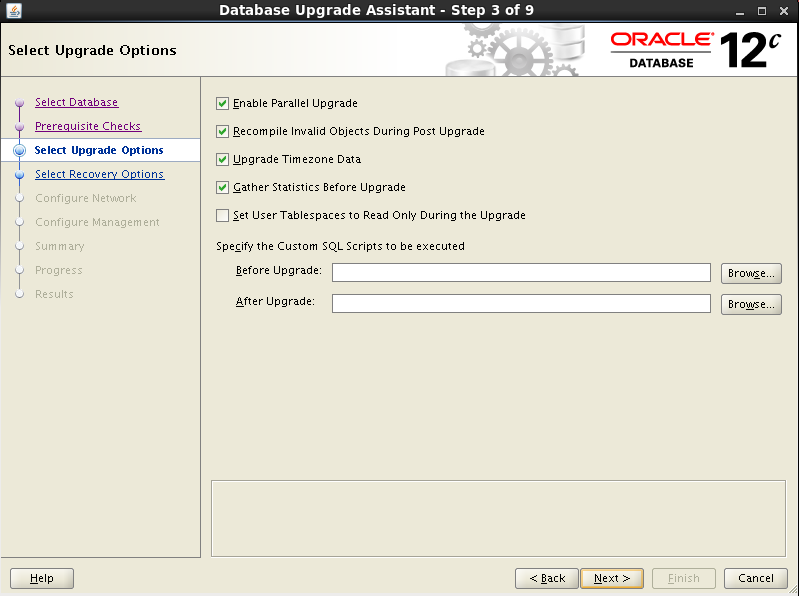 Database Upgrade Assistant - Step 3 of 9
Select Upgrade Options
ORACLE
DATABASE
12c
Select Database
Prerequisite Checks
Select Upgrade Options
Select Recovery Options
Configure Network
Configure Management
Summary
Progress
Results
Enable Parallel Upgrade
Recompile Invalid Objects During Post Upgrade
Upgrade Timezone Data
Gather Statistics Before Upgrade
Set User Tablespaces to Read Only During the Upgrade
Specify the Custom SQL Scripts to be executed
Before Upgrade: Browse...
After Upgrade: Browse...
Help < Back Next > Finish Cancel